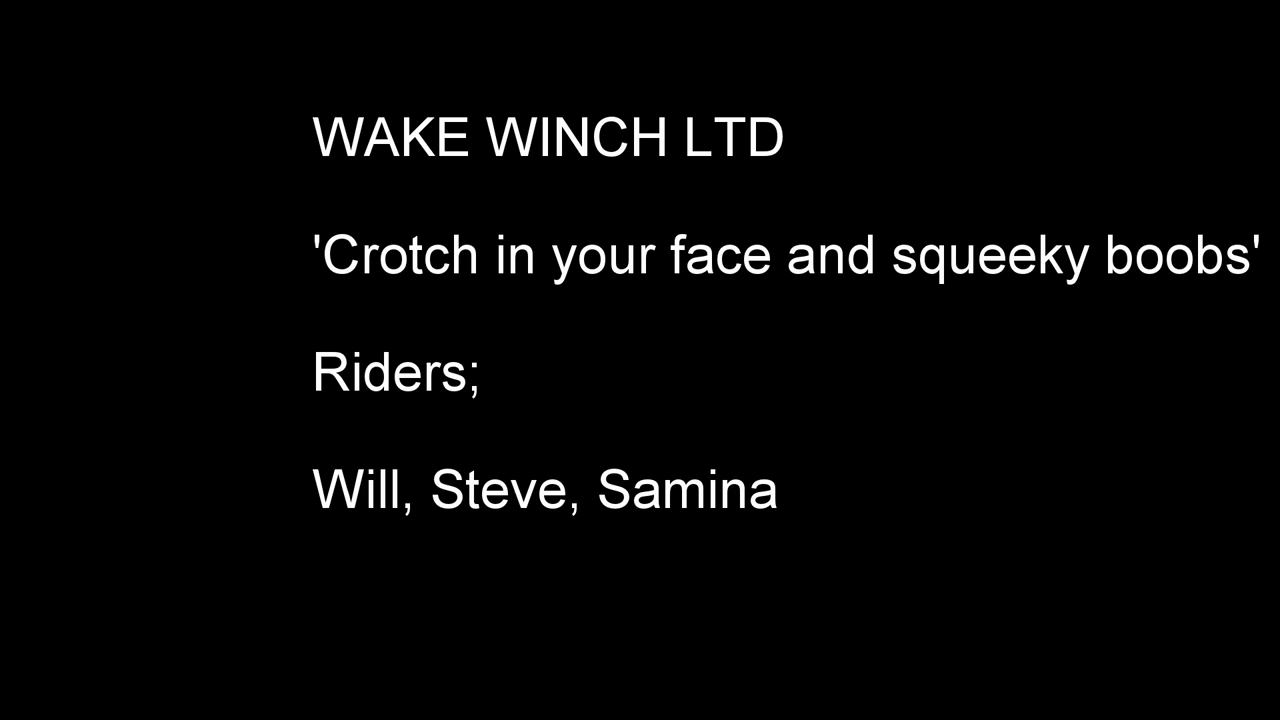 WAKE WINCH LTD
'Crotch in your face and squeeky boobs'
Riders;
Will, Steve, Samina